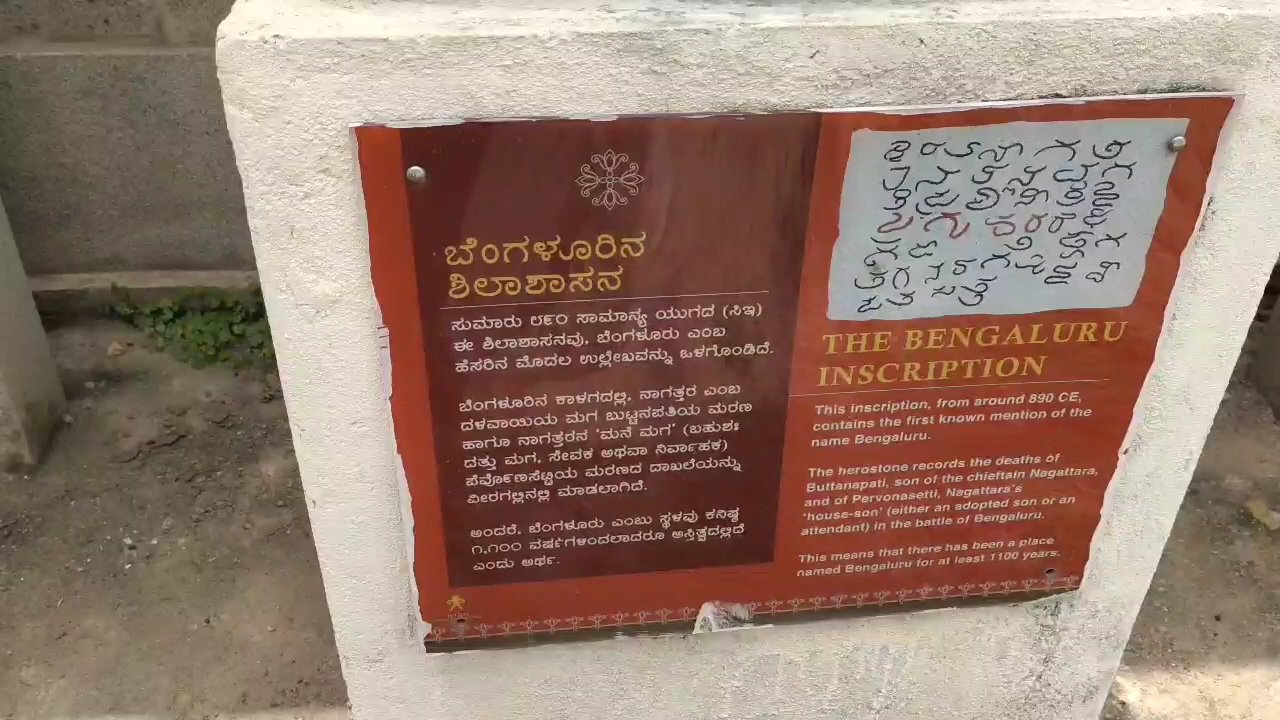 ಬೆಂಗಳೂರಿನ
ಶಿಲಾಶಾಸನ
ಸುಮಾರು ೮೯೦ ಸಾಮಾನ್ಯ ಯುಗದ (ಸಿಇ)
ಈ ಶಿಲಾಶಾಸನವು, ಬೆಂಗಳೂರು ಎಂಬ
ಹೆಸರಿನ ಮೊದಲ ಉಲ್ಲೇಖವನ್ನು ಒಳಗೊಂಡಿದೆ.
ಬೆಂಗಳೂರಿನ ಕಾಳಗದಲ್ಲಿ, ನಾಗತ್ತರ ಎಂಬ
ದಳವಾಯಿಯ ಮಗ ಬುಟ್ಟನಪತಿಯ ಮರಣ
ಹಾಗೂ ನಾಗತ್ತರನ 'ಮನೆ ಮಗ' (ಬಹುಶಃ
ದತ್ತು ಮಗ, ಸೇವಕ ಅಥವಾ ನಿರ್ವಾಹಕ)
ಪೆರ್ವೊಣಸೆಟ್ಟಿಯ ಮರಣದ ದಾಖಲೆಯನ್ನು
ವೀರಗಲ್ಲಿನಲ್ಲಿ ಮಾಡಲಾಗಿದೆ.
ಅಂದರೆ, ಬೆಂಗಳೂರು ಎಂಬು ಸ್ಥಳವು ಕನಿಷ್ಠ
೧,೧೦೦ ವರ್ಷಗಳಿಂದಲಾದರೂ ಅಸ್ತಿತ್ವದಲ್ಲಿದೆ
ಎಂದು ಅರ್ಥ.
THE BENGALURU
INSCRIPTION
This inscription, from around 890 CE,
contains the first known mention of the
name Bengaluru.
The herostone records the deaths of
Buttanapati, son of the chieftain Nagattara,
and of Pervonasetti, Nagattara's
'house-son' (either an adopted son or an
attendant) in the battle of Bengaluru.
This means that there has been a place
named Bengaluru for at least 1100 years.